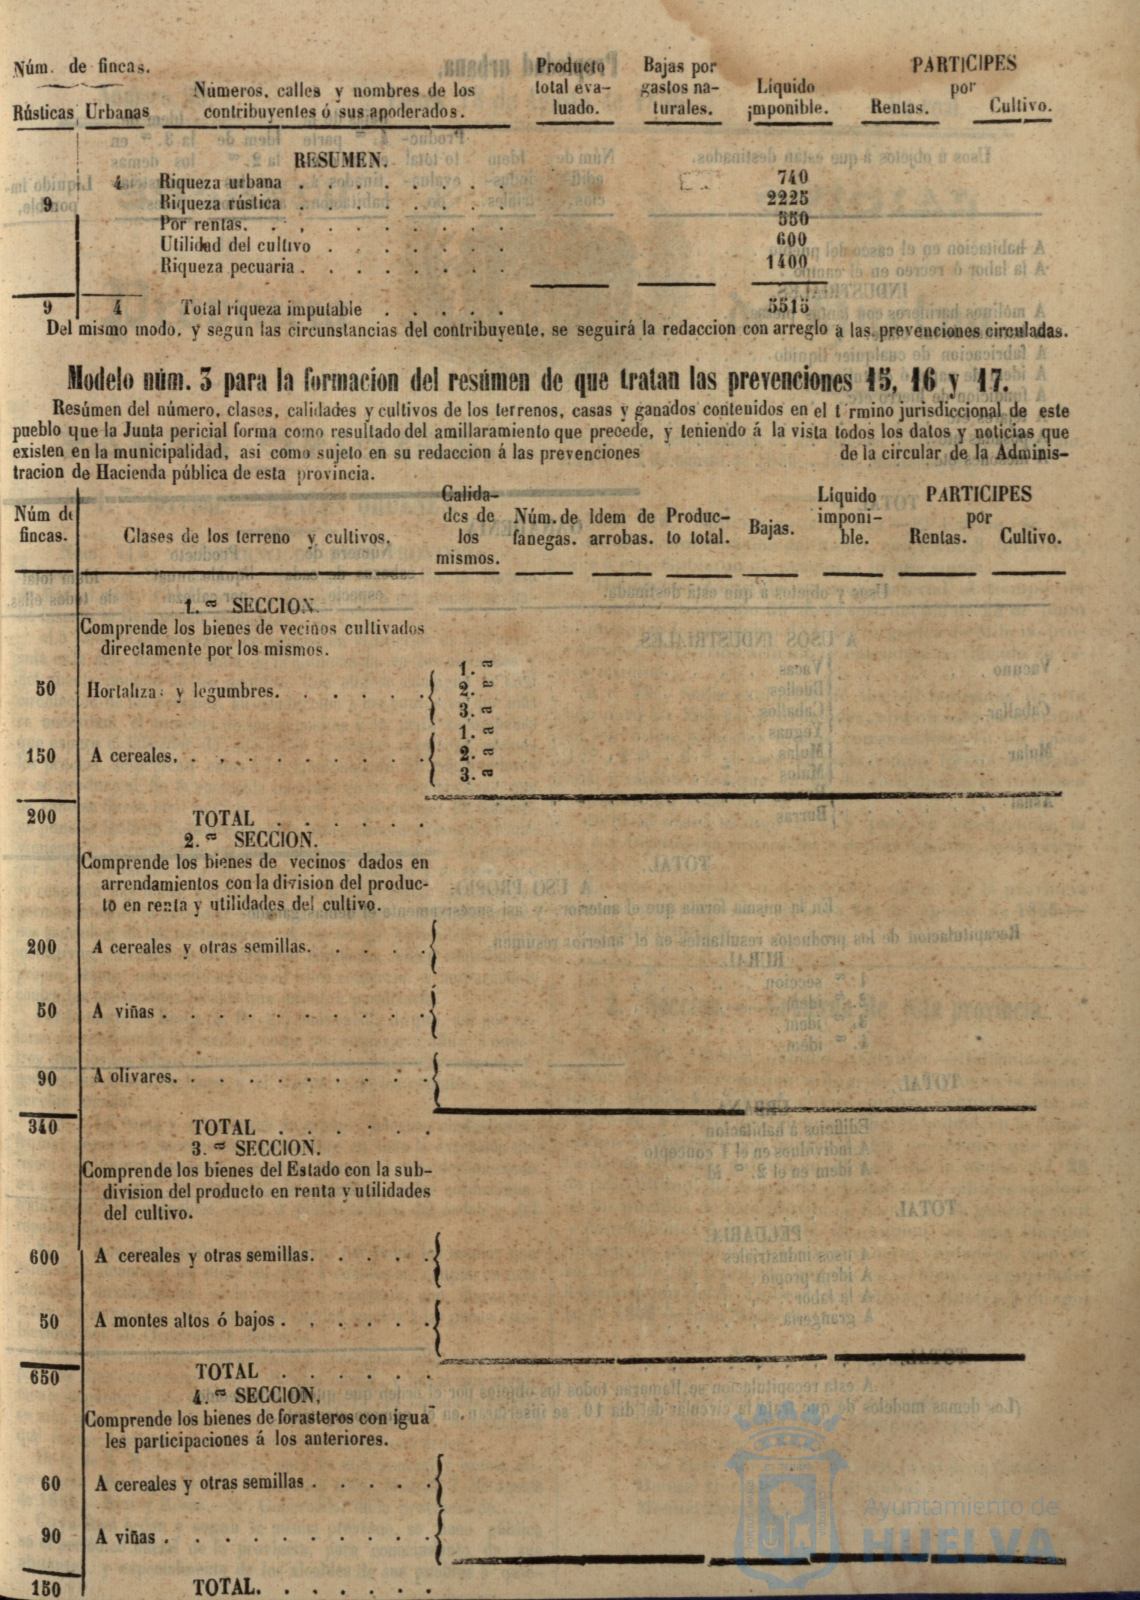 Núm. de fincas.
Rústicas Urbanas
Números, calles y nombres de los
contribuyentes ó sus apoderados.
Producto
total eva-
luado.
Bajas por
gastos na-
turales.
Líquido
imponible.
PARTICIPES
por
Rentas. Cultivo.
RESUMEN.
4 Riqueza urbana . . . . . . . . 740
9 Riqueza rústica . . . . . . . . 2225
Por rentas. . . . . . . . . 550
Utilidad del cultivo . . . . . . . 600
Riqueza pecuaria . . . . . . . . 1400
9 4 Total riqueza imputable . . . . . 5515
Del mismo modo, y segun las circunstancias del contribuyente, se seguirá la redaccion con arreglo á las prevenciones circuladas.
Modelo núm. 3 para la formacion del resúmen de que tratan las prevenciones 15, 16 y 17.
Resúmen del número, clases, calidades y cultivos de los terrenos, casas y ganados contenidos en el t rmino jurisdiccional de este
pueblo que la Junta pericial forma como resultado del amillaramiento que precede, y teniendo á la vista todos los datos y noticias que
existen en la municipalidad, asi como sujeto en su redaccion á las prevenciones de la circular de la Adminis-
tracion de Hacienda pública de esta provincia.
Núm de
fincas.
Clases de los terreno y cultivos.
Calida-
des de
los
mismos.
Núm. de
fanegas.
Idem de
arrobas.
Produc-
to total.
Bajas.
Líquido
imponi-
ble.
PARTICIPES
por
Rentas. Cultivo.
1.ª SECCION.
Comprende los bienes de vecinos cultivados
directamente por los mismos.
1.ª
50 Hortaliza: y legumbres. . . . . . { 2.ª
3.ª
1.ª
150 A cereales. . . . . . . . . . { 2.ª
3.ª
200 TOTAL . . . . . .
2.ª SECCION.
Comprende los bienes de vecinos dados en
arrendamientos con la division del produc-
to en renta y utilidades del cultivo.
200 A cereales y otras semillas. . . . . {
50 A viñas . . . . . . . . . . {
90 A olivares. . . . . . . . . . {
340 TOTAL . . . . . .
3.ª SECCION.
Comprende los bienes del Estado con la sub-
division del producto en renta y utilidades
del cultivo.
600 A cereales y otras semillas. . . . . {
50 A montes altos ó bajos . . . . . . {
650 TOTAL . . . . . .
4.ª SECCION,
Comprende los bienes de forasteros con igua-
les participaciones á los anteriores.
60 A cereales y otras semillas . . . . . {
90 A viñas . . . . . . . . . . {
150 TOTAL. . . . . . .
Ayuntamiento de
HUELVA